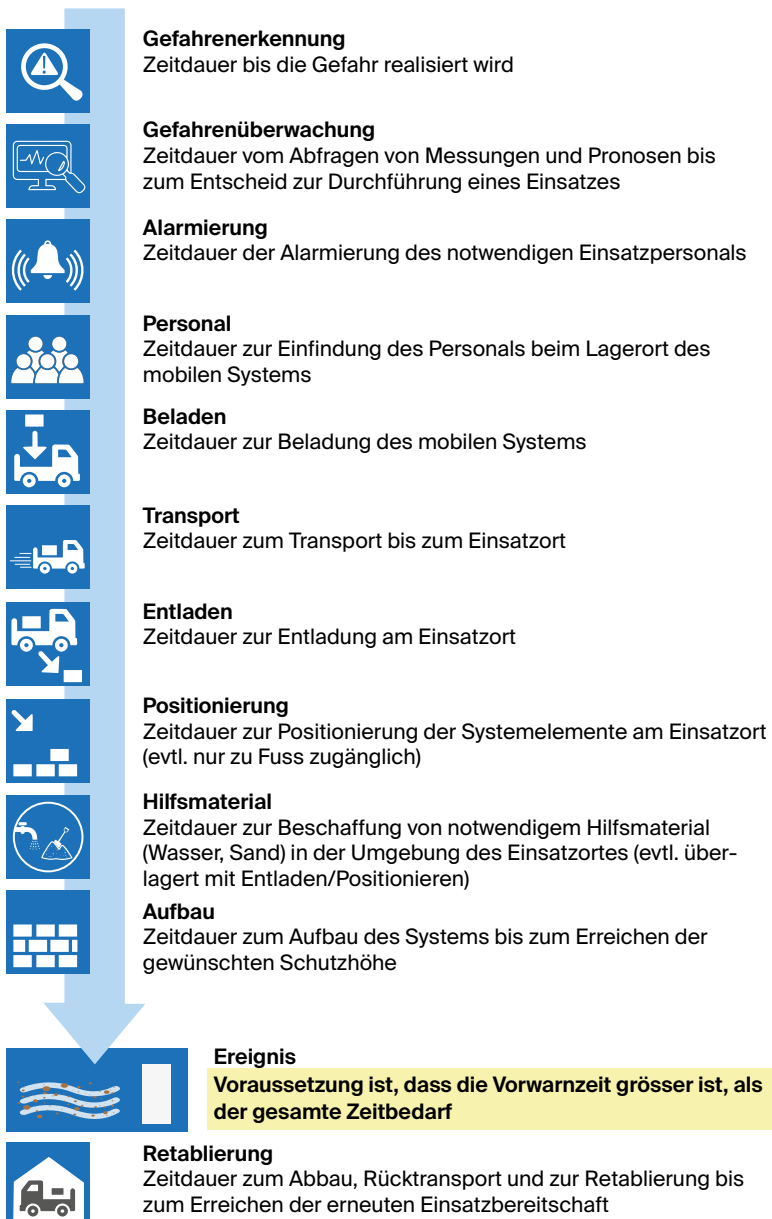 Gefahrenerkennung
Zeitdauer bis die Gefahr realisiert wird
Gefahrenüberwachung
Zeitdauer vom Abfragen von Messungen und Pronosen bis
zum Entscheid zur Durchführung eines Einsatzes
Alarmierung
Zeitdauer der Alarmierung des notwendigen Einsatzpersonals
Personal
Zeitdauer zur Einfindung des Personals beim Lagerort des
mobilen Systems
Beladen
Zeitdauer zur Beladung des mobilen Systems
Transport
Zeitdauer zum Transport bis zum Einsatzort
Entladen
Zeitdauer zur Entladung am Einsatzort
Positionierung
Zeitdauer zur Positionierung der Systemelemente am Einsatzort
(evtl. nur zu Fuss zugänglich)
Hilfsmaterial
Zeitdauer zur Beschaffung von notwendigem Hilfsmaterial
(Wasser, Sand) in der Umgebung des Einsatzortes (evtl. über-
lagert mit Entladen/Positionieren)
Aufbau
Zeitdauer zum Aufbau des Systems bis zum Erreichen der
gewünschten Schutzhöhe
Ereignis
Voraussetzung ist, dass die Vorwarnzeit grösser ist, als
der gesamte Zeitbedarf
Retablierung
Zeitdauer zum Abbau, Rücktransport und zur Retablierung bis
zum Erreichen der erneuten Einsatzbereitschaft